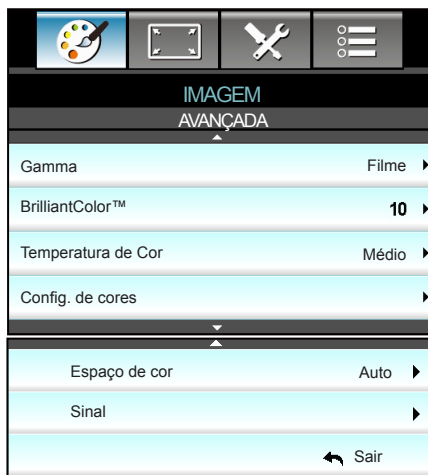 IMAGEM
AVANÇADA
Gamma Filme
BrilliantColor™ 10
Temperatura de Cor Médio
Config. de cores
Espaço de cor Auto
Sinal
Sair